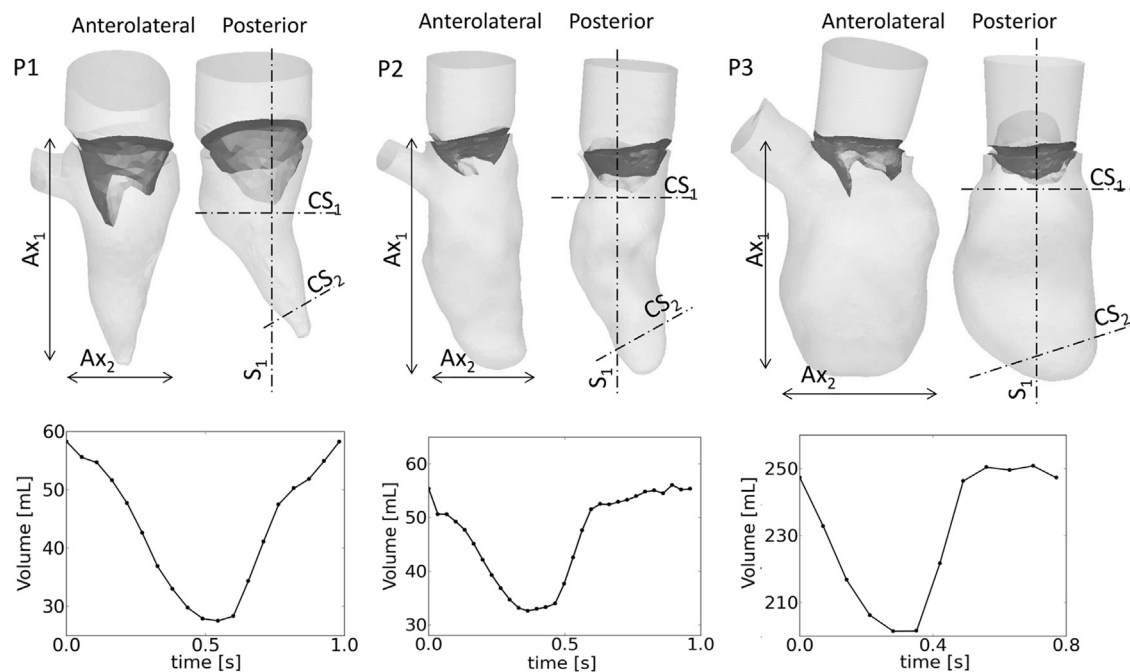 Anterolateral Posterior
P1
CS₁
Ax₁
CS₂
Ax₂
S₁
Anterolateral Posterior
P2
CS₁
Ax₁
CS₂
Ax₂
S₁
Anterolateral Posterior
P3
CS₁
Ax₁
CS₂
Ax₂
S₁
60
50
40
30
Volume [mL]
0.0 0.5 1.0
time [s]
60
50
40
30
Volume [mL]
0.0 0.5 1.0
time [s]
250
230
210
Volume [mL]
0.0 0.4 0.8
time [s]